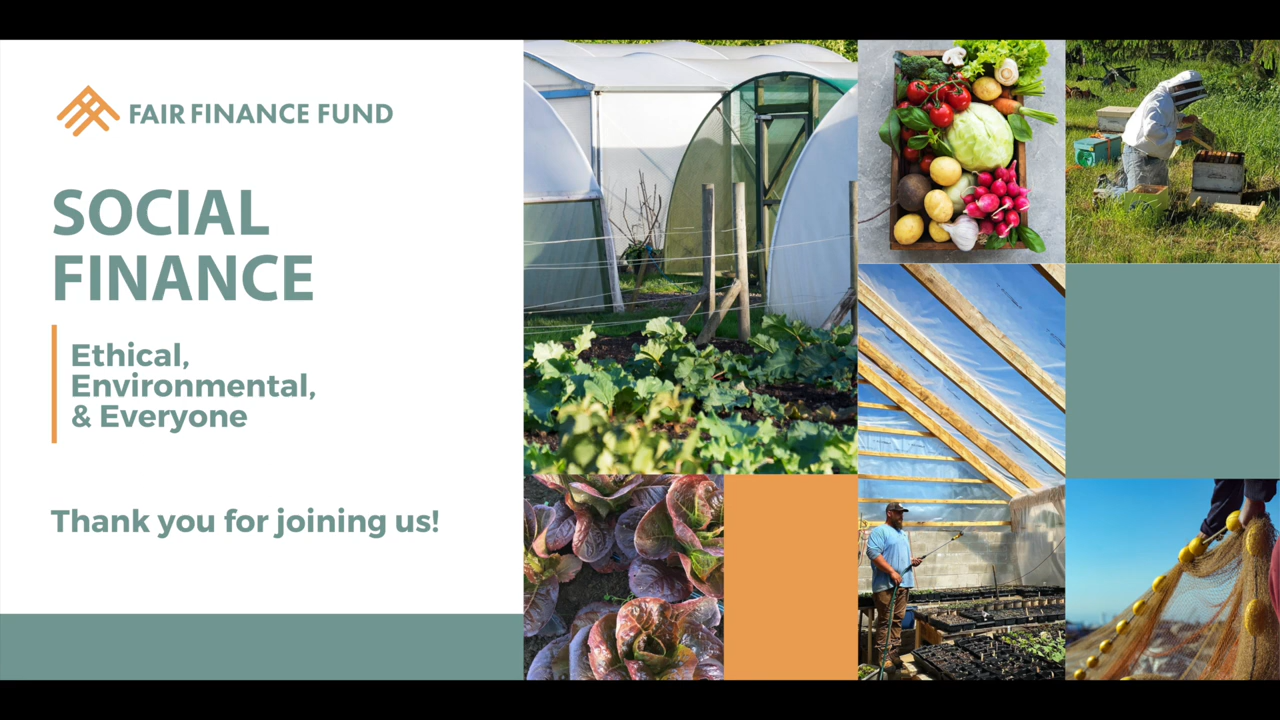 FAIR FINANCE FUND
SOCIAL
FINANCE
Ethical,
Environmental,
& Everyone
Thank you for joining us!